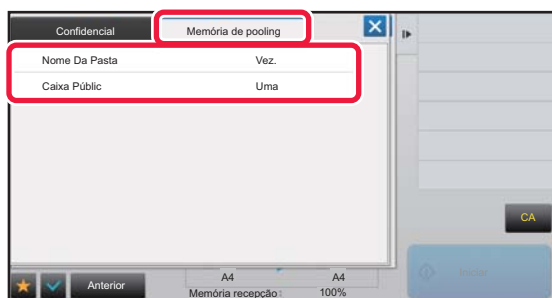 Confidencial Memória de pooling
Nome Da Pasta Vez.
Caixa Públic Uma
CA
A4 A4
Anterior
Memória recepção: 100%